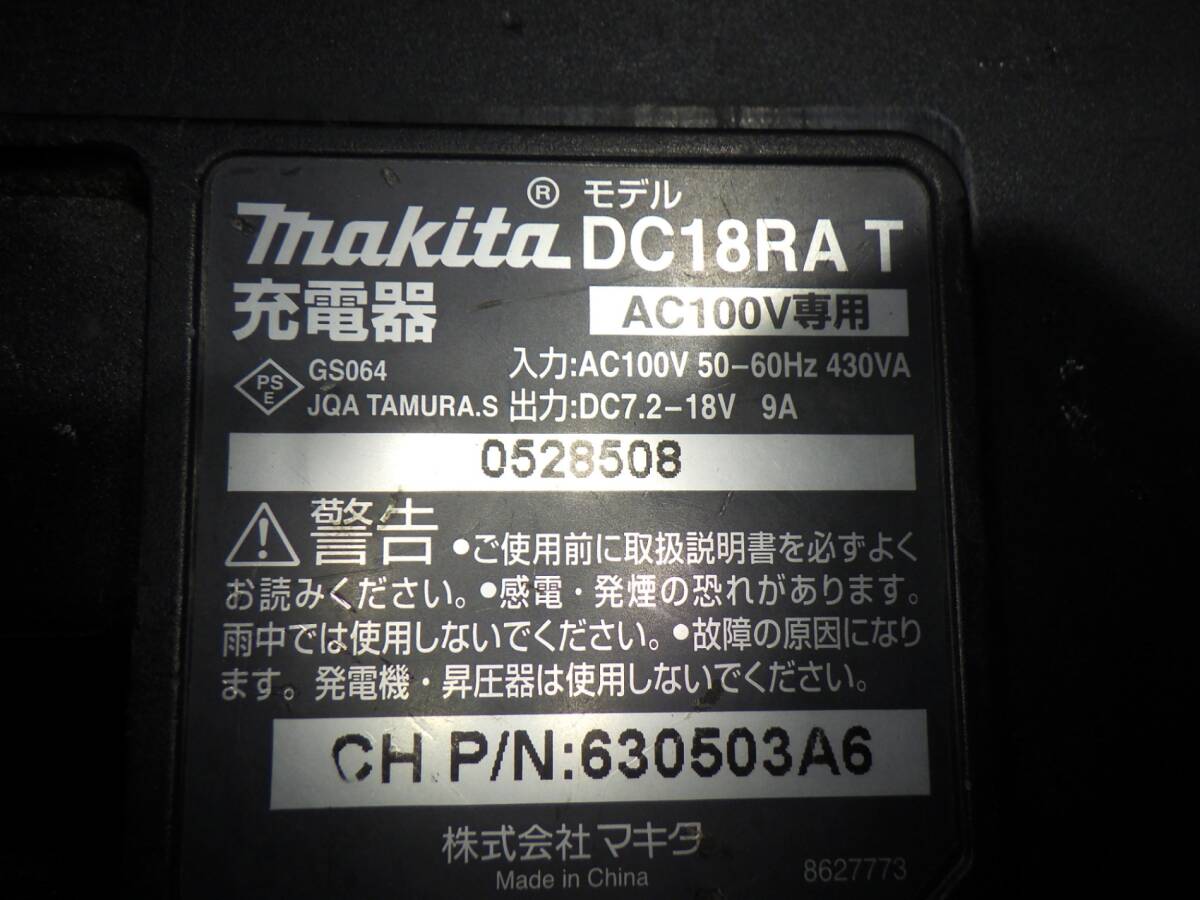 ® モデル
makita DC18RA T
充電器 AC100V専用
PSE GS064 入力:AC100V 50-60Hz 430VA
JQA TAMURA.S 出力:DC7.2-18V 9A
0528508
警告 •ご使用前に取扱説明書を必ずよく
お読みください。•感電・発煙の恐れがあります。
雨中では使用しないでください。•故障の原因になり
ます。発電機・昇圧器は使用しないでください。
CH P/N:630503A6
株式会社マキタ
Made in China 8627773